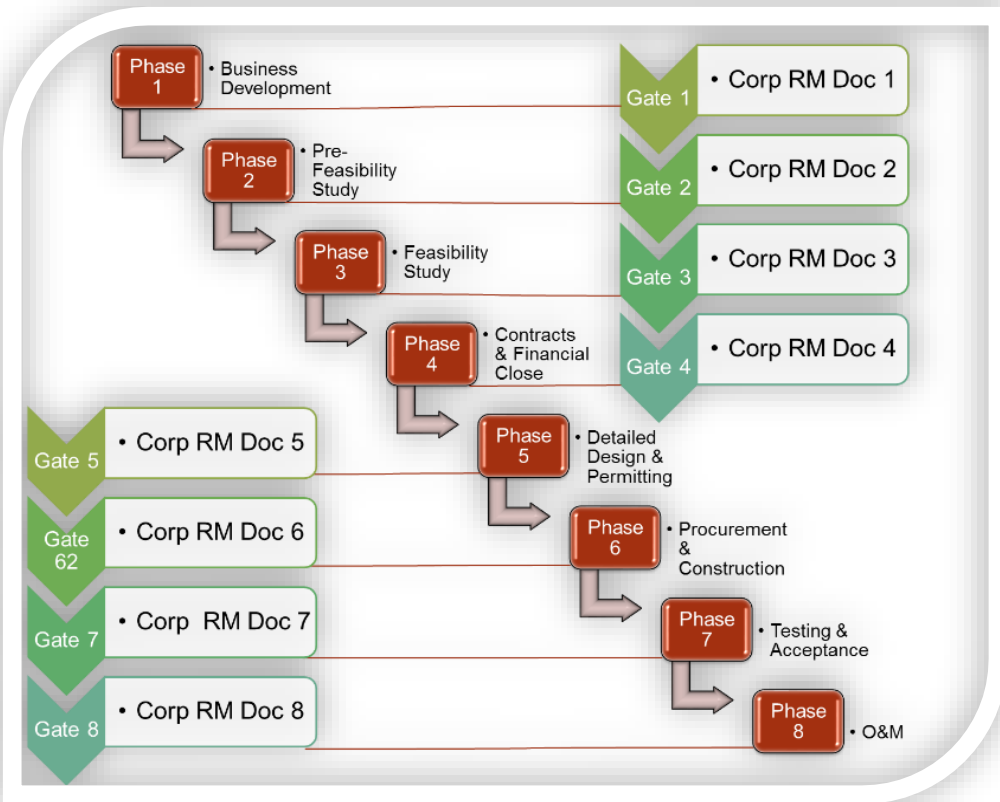 Phase
1
• Business
Development
Gate 1
• Corp RM Doc 1
Phase
2
• Pre-
Feasibility
Study
Gate 2
• Corp RM Doc 2
Phase
3
• Feasibility
Study
Gate 3
• Corp RM Doc 3
Phase
4
• Contracts
& Financial
Close
Gate 4
• Corp RM Doc 4
Gate 5
• Corp RM Doc 5
Phase
5
• Detailed
Design &
Permitting
Gate
62
• Corp RM Doc 6
Phase
6
• Procurement
&
Construction
Gate 7
• Corp  RM Doc 7
Phase
7
• Testing &
Acceptance
Gate 8
• Corp RM Doc 8
Phase
8
• O&M